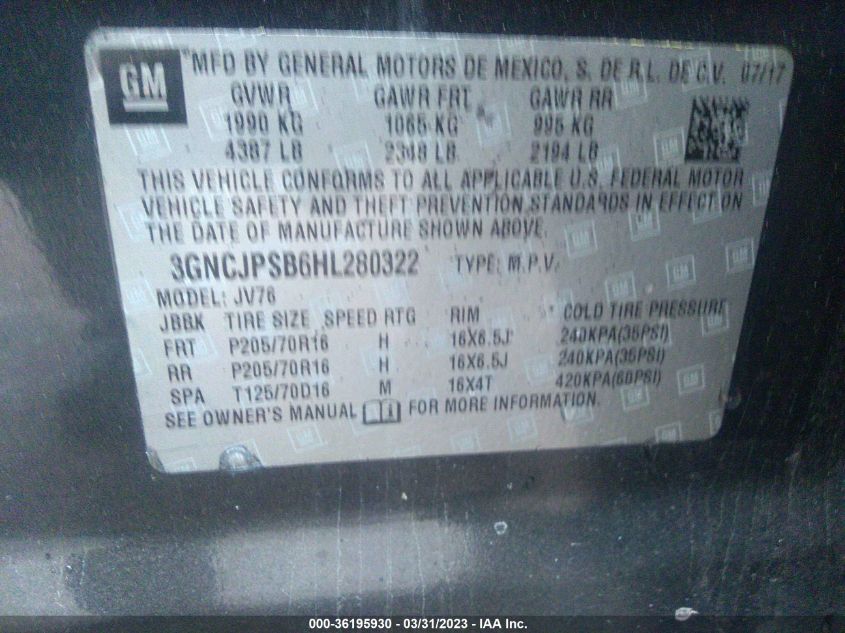 GM
*MFD BY GENERAL MOTORS DE MEXICO, S. DE R.L. DE C.V. 07/17
GVWR GAWR FRT GAWR RR
1990 KG 1065 KG 995 KG
4387 LB 2348 LB 2194 LB
THIS VEHICLE CONFORMS TO ALL APPLICABLE U.S. FEDERAL MOTOR
VEHICLE SAFETY AND THEFT PREVENTION STANDARDS IN EFFECT ON
THE DATE OF MANUFACTURE SHOWN ABOVE.
3GNCJPSB6HL280322 TYPE: M.P.V.
MODEL: JV76
JBBK TIRE SIZE SPEED RTG RIM COLD TIRE PRESSURE
FRT P205/70R16 H 16X6.5J 240KPA(35PSI)
RR P205/70R16 H 16X6.5J 240KPA(35PSI)
SPA T125/70D16 M 16X4T 420KPA(60PSI)
SEE OWNER'S MANUAL FOR MORE INFORMATION.
000-36195930 - 03/31/2023 - IAA Inc.